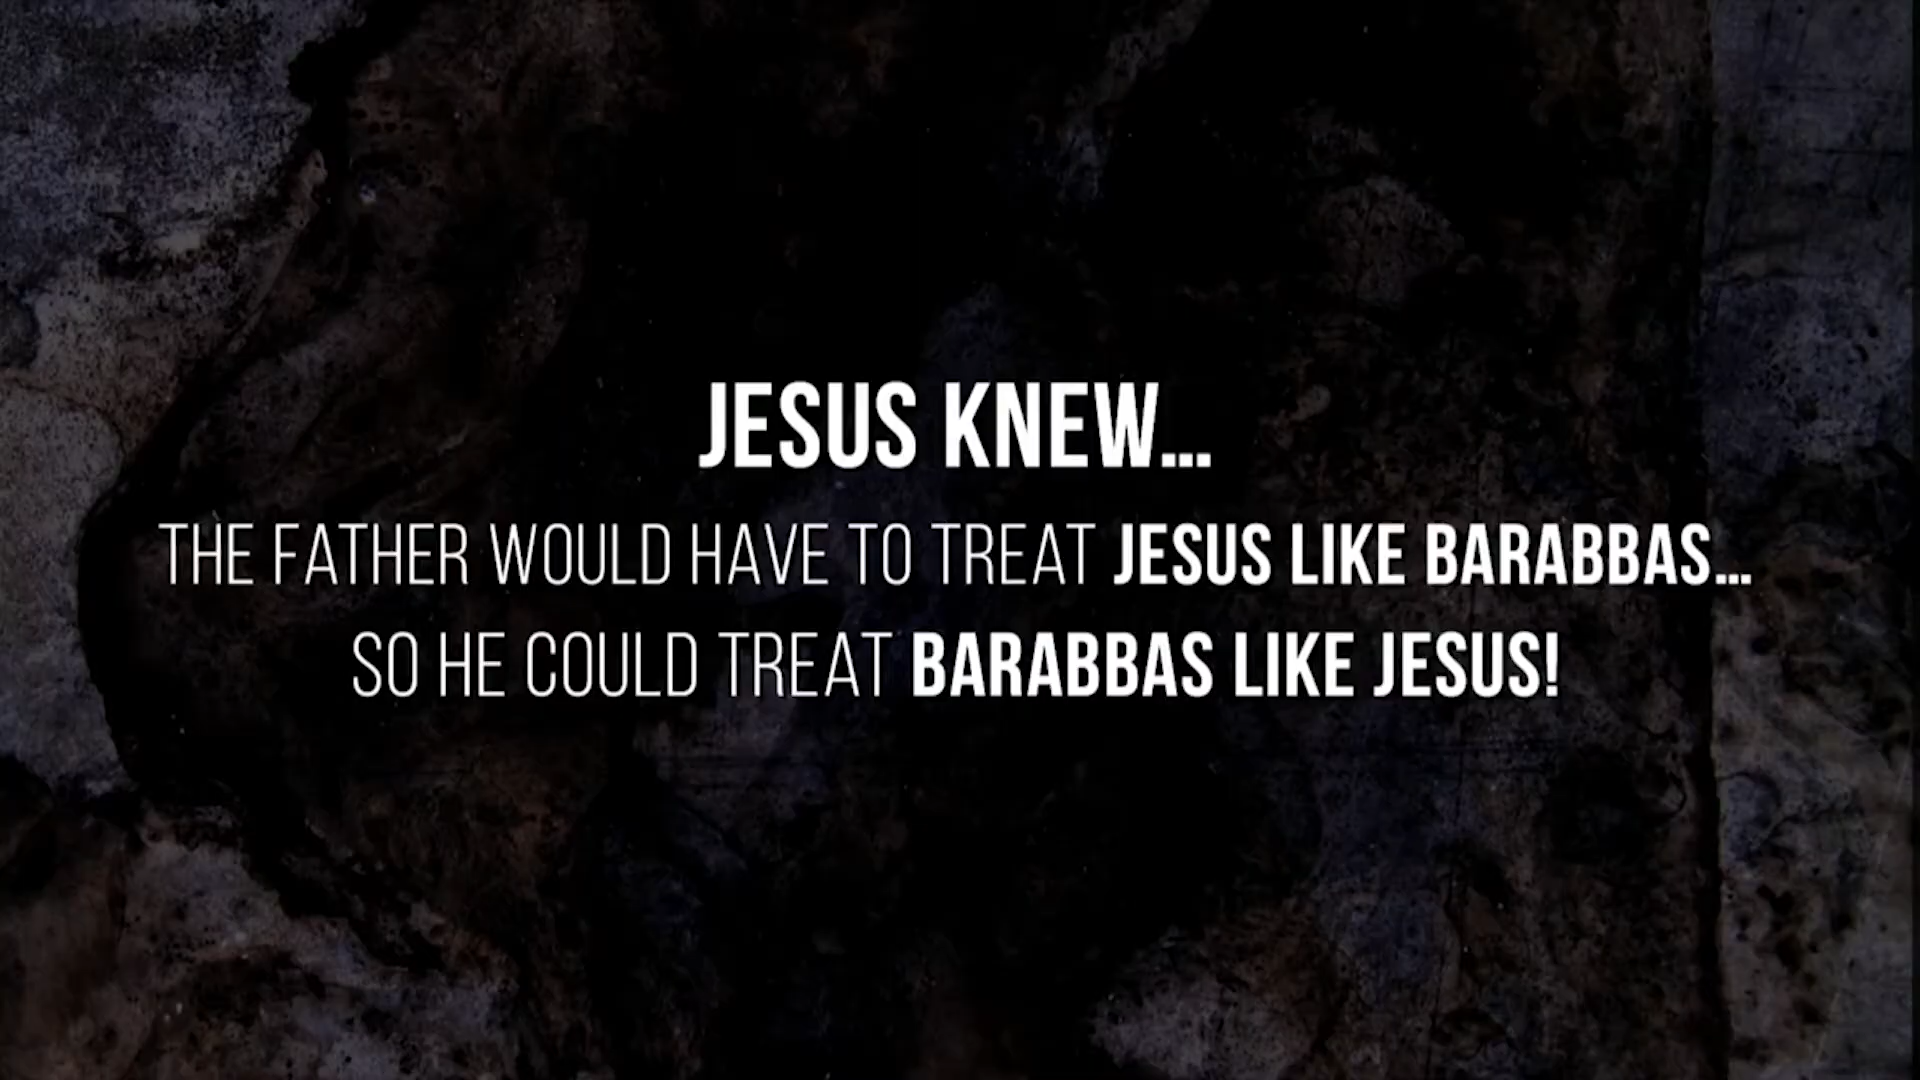 JESUS KNEW...
THE FATHER WOULD HAVE TO TREAT JESUS LIKE BARABBAS...
SO HE COULD TREAT BARABBAS LIKE JESUS!